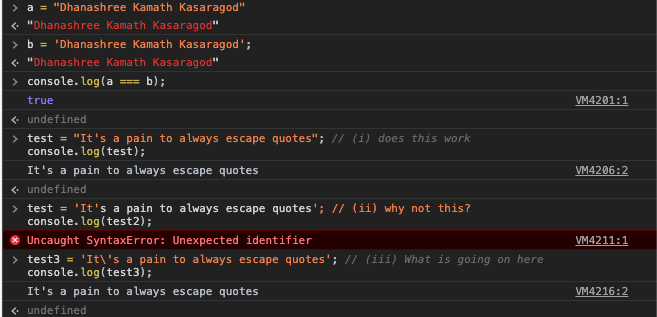 > a = "Dhanashree Kamath Kasaragod"
"Dhanashree Kamath Kasaragod"
> b = 'Dhanashree Kamath Kasaragod';
"Dhanashree Kamath Kasaragod"
> console.log(a === b);
true VM4201:1
undefined
> test = "It's a pain to always escape quotes"; // (i) does this work
console.log(test);
It's a pain to always escape quotes VM4206:2
undefined
> test = 'It's a pain to always escape quotes'; // (ii) why not this?
console.log(test2);
Uncaught SyntaxError: Unexpected identifier VM4211:1
> test3 = 'It\'s a pain to always escape quotes'; // (iii) What is going on here
console.log(test3);
It's a pain to always escape quotes VM4216:2
undefined